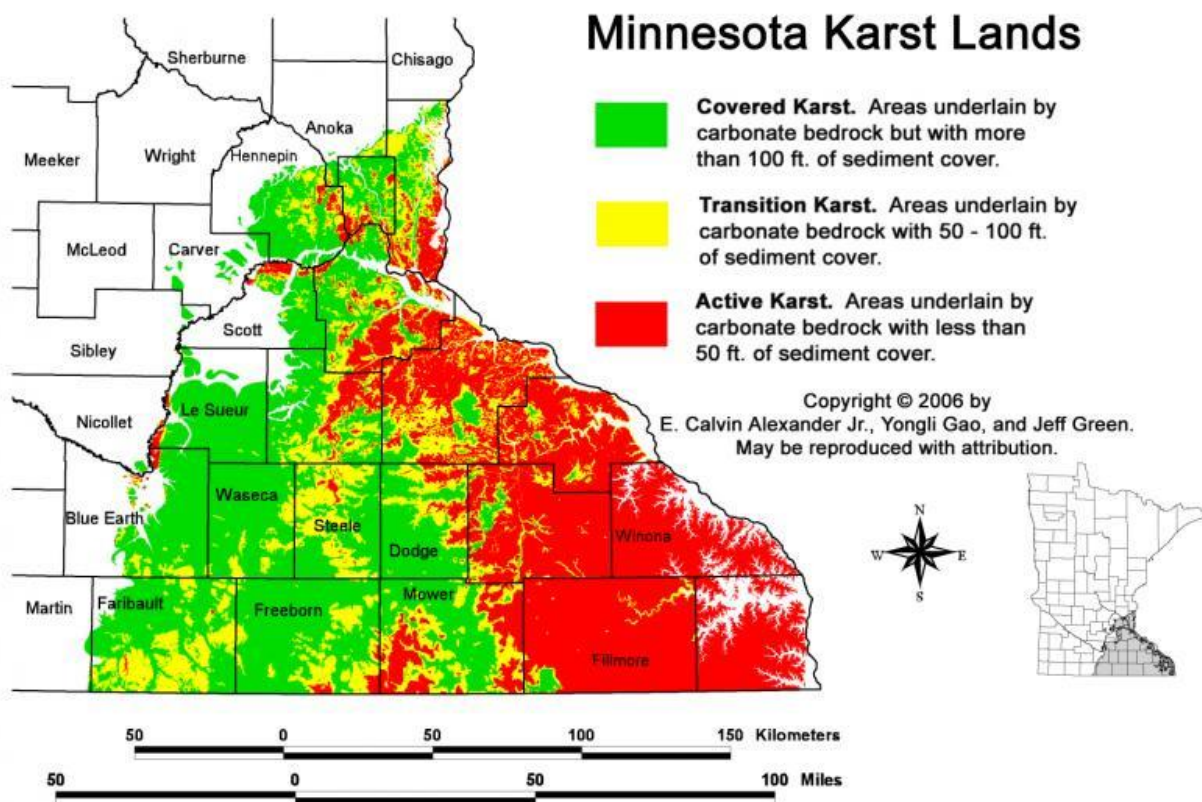 Minnesota Karst Lands
Covered Karst. Areas underlain by
carbonate bedrock but with more
than 100 ft. of sediment cover.
Transition Karst. Areas underlain by
carbonate bedrock with 50 - 100 ft.
of sediment cover.
Active Karst. Areas underlain by
carbonate bedrock with less than
50 ft. of sediment cover.
Copyright © 2006 by
E. Calvin Alexander Jr., Yongli Gao, and Jeff Green.
May be reproduced with attribution.
Sherburne
Chisago
Anoka
Meeker
Wright
Hennepin
McLeod
Carver
Scott
Sibley
Nicollet
Le Sueur
Blue Earth
Waseca
Steele
Dodge
Winona
Martin
Faribault
Freeborn
Mower
Fillmore
N
W E
S
50 0 50 100 150 Kilometers
50 0 50 100 Miles